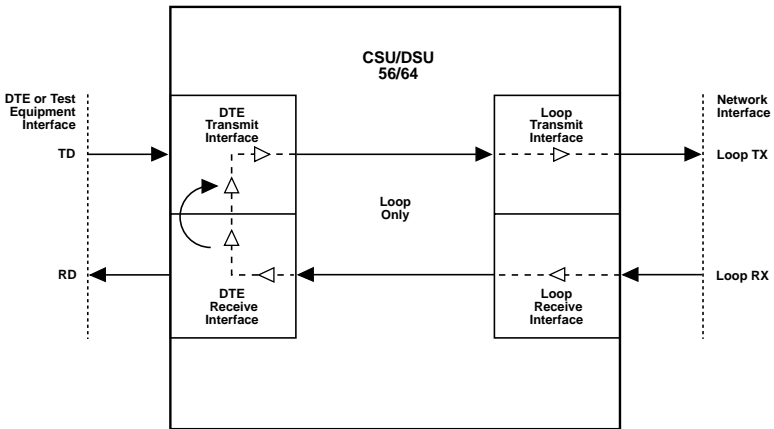 CSU/DSU
56/64
DTE or Test
Equipment
Interface
DTE
Transmit
Interface
Loop
Transmit
Interface
Network
Interface
TD
Loop TX
Loop
Only
RD
Loop RX
DTE
Receive
Interface
Loop
Receive
Interface